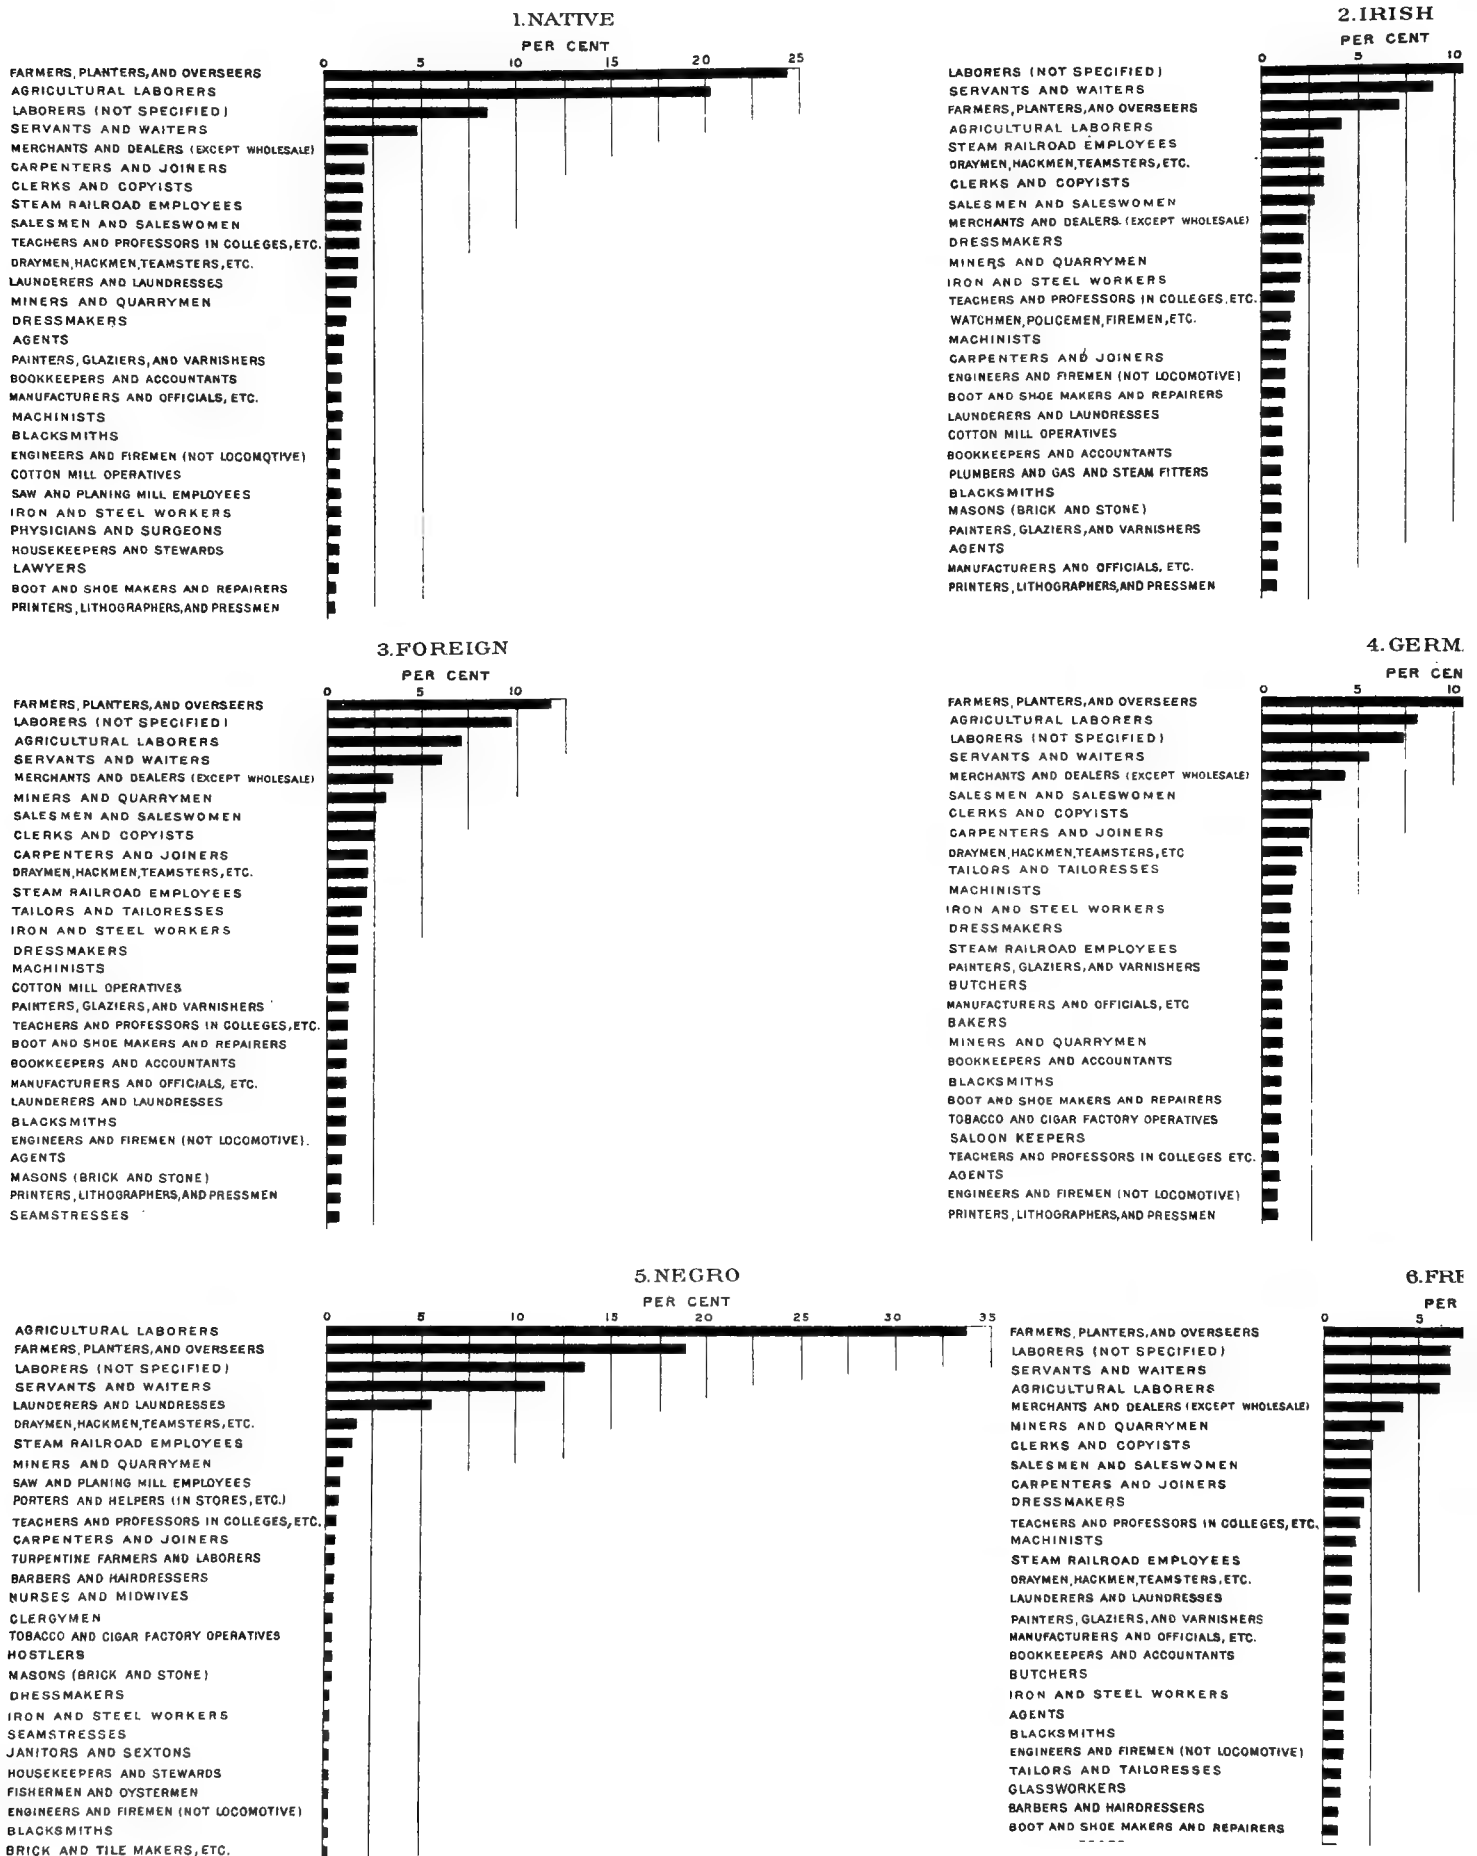 1. NATIVE
PER CENT
0 5 10 15 20 25
FARMERS, PLANTERS, AND OVERSEERS
AGRICULTURAL LABORERS
LABORERS (NOT SPECIFIED)
SERVANTS AND WAITERS
MERCHANTS AND DEALERS (EXCEPT WHOLESALE)
CARPENTERS AND JOINERS
CLERKS AND COPYISTS
STEAM RAILROAD EMPLOYEES
SALESMEN AND SALESWOMEN
TEACHERS AND PROFESSORS IN COLLEGES, ETC.
DRAYMEN, HACKMEN, TEAMSTERS, ETC.
LAUNDERERS AND LAUNDRESSES
MINERS AND QUARRYMEN
DRESSMAKERS
AGENTS
PAINTERS, GLAZIERS, AND VARNISHERS
BOOKKEEPERS AND ACCOUNTANTS
MANUFACTURERS AND OFFICIALS, ETC.
MACHINISTS
BLACKSMITHS
ENGINEERS AND FIREMEN (NOT LOCOMOTIVE)
COTTON MILL OPERATIVES
SAW AND PLANING MILL EMPLOYEES
IRON AND STEEL WORKERS
PHYSICIANS AND SURGEONS
HOUSEKEEPERS AND STEWARDS
LAWYERS
BOOT AND SHOE MAKERS AND REPAIRERS
PRINTERS, LITHOGRAPHERS, AND PRESSMEN
2. IRISH
PER CENT
0 5 10
LABORERS (NOT SPECIFIED)
SERVANTS AND WAITERS
FARMERS, PLANTERS, AND OVERSEERS
AGRICULTURAL LABORERS
STEAM RAILROAD EMPLOYEES
DRAYMEN, HACKMEN, TEAMSTERS, ETC.
CLERKS AND COPYISTS
SALESMEN AND SALESWOMEN
MERCHANTS AND DEALERS (EXCEPT WHOLESALE)
DRESSMAKERS
MINERS AND QUARRYMEN
IRON AND STEEL WORKERS
TEACHERS AND PROFESSORS IN COLLEGES, ETC.
WATCHMEN, POLICEMEN, FIREMEN, ETC.
MACHINISTS
CARPENTERS AND JOINERS
ENGINEERS AND FIREMEN (NOT LOCOMOTIVE)
BOOT AND SHOE MAKERS AND REPAIRERS
LAUNDERERS AND LAUNDRESSES
COTTON MILL OPERATIVES
BOOKKEEPERS AND ACCOUNTANTS
PLUMBERS AND GAS AND STEAM FITTERS
BLACKSMITHS
MASONS (BRICK AND STONE)
PAINTERS, GLAZIERS, AND VARNISHERS
AGENTS
MANUFACTURERS AND OFFICIALS, ETC.
PRINTERS, LITHOGRAPHERS, AND PRESSMEN
3. FOREIGN
PER CENT
0 5 10
FARMERS, PLANTERS, AND OVERSEERS
LABORERS (NOT SPECIFIED)
AGRICULTURAL LABORERS
SERVANTS AND WAITERS
MERCHANTS AND DEALERS (EXCEPT WHOLESALE)
MINERS AND QUARRYMEN
SALESMEN AND SALESWOMEN
CLERKS AND COPYISTS
CARPENTERS AND JOINERS
DRAYMEN, HACKMEN, TEAMSTERS, ETC.
STEAM RAILROAD EMPLOYEES
TAILORS AND TAILORESSES
IRON AND STEEL WORKERS
DRESSMAKERS
MACHINISTS
COTTON MILL OPERATIVES
PAINTERS, GLAZIERS, AND VARNISHERS
TEACHERS AND PROFESSORS IN COLLEGES, ETC.
BOOT AND SHOE MAKERS AND REPAIRERS
BOOKKEEPERS AND ACCOUNTANTS
MANUFACTURERS AND OFFICIALS, ETC.
LAUNDERERS AND LAUNDRESSES
BLACKSMITHS
ENGINEERS AND FIREMEN (NOT LOCOMOTIVE).
AGENTS
MASONS (BRICK AND STONE)
PRINTERS, LITHOGRAPHERS, AND PRESSMEN
SEAMSTRESSES
4. GERM
PER CEN
0 5 10
FARMERS, PLANTERS, AND OVERSEERS
AGRICULTURAL LABORERS
LABORERS (NOT SPECIFIED)
SERVANTS AND WAITERS
MERCHANTS AND DEALERS (EXCEPT WHOLESALE)
SALESMEN AND SALESWOMEN
CLERKS AND COPYISTS
CARPENTERS AND JOINERS
DRAYMEN, HACKMEN, TEAMSTERS, ETC
TAILORS AND TAILORESSES
MACHINISTS
IRON AND STEEL WORKERS
DRESSMAKERS
STEAM RAILROAD EMPLOYEES
PAINTERS, GLAZIERS, AND VARNISHERS
BUTCHERS
MANUFACTURERS AND OFFICIALS, ETC
BAKERS
MINERS AND QUARRYMEN
BOOKKEEPERS AND ACCOUNTANTS
BLACKSMITHS
BOOT AND SHOE MAKERS AND REPAIRERS
TOBACCO AND CIGAR FACTORY OPERATIVES
SALOON KEEPERS
TEACHERS AND PROFESSORS IN COLLEGES ETC.
AGENTS
ENGINEERS AND FIREMEN (NOT LOCOMOTIVE)
PRINTERS, LITHOGRAPHERS, AND PRESSMEN
5. NEGRO
PER CENT
0 5 10 15 20 25 30 35
AGRICULTURAL LABORERS
FARMERS, PLANTERS, AND OVERSEERS
LABORERS (NOT SPECIFIED)
SERVANTS AND WAITERS
LAUNDERERS AND LAUNDRESSES
DRAYMEN, HACKMEN, TEAMSTERS, ETC.
STEAM RAILROAD EMPLOYEES
MINERS AND QUARRYMEN
SAW AND PLANING MILL EMPLOYEES
PORTERS AND HELPERS (IN STORES, ETC.)
TEACHERS AND PROFESSORS IN COLLEGES, ETC.
CARPENTERS AND JOINERS
TURPENTINE FARMERS AND LABORERS
BARBERS AND HAIRDRESSERS
NURSES AND MIDWIVES
CLERGYMEN
TOBACCO AND CIGAR FACTORY OPERATIVES
HOSTLERS
MASONS (BRICK AND STONE)
DRESSMAKERS
IRON AND STEEL WORKERS
SEAMSTRESSES
JANITORS AND SEXTONS
HOUSEKEEPERS AND STEWARDS
FISHERMEN AND OYSTERMEN
ENGINEERS AND FIREMEN (NOT LOCOMOTIVE)
BLACKSMITHS
BRICK AND TILE MAKERS, ETC.
6. FRE
PER
0 5
FARMERS, PLANTERS, AND OVERSEERS
LABORERS (NOT SPECIFIED)
SERVANTS AND WAITERS
AGRICULTURAL LABORERS
MERCHANTS AND DEALERS (EXCEPT WHOLESALE)
MINERS AND QUARRYMEN
CLERKS AND COPYISTS
SALESMEN AND SALESWOMEN
CARPENTERS AND JOINERS
DRESSMAKERS
TEACHERS AND PROFESSORS IN COLLEGES, ETC.
MACHINISTS
STEAM RAILROAD EMPLOYEES
DRAYMEN, HACKMEN, TEAMSTERS, ETC.
LAUNDERERS AND LAUNDRESSES
PAINTERS, GLAZIERS, AND VARNISHERS
MANUFACTURERS AND OFFICIALS, ETC.
BOOKKEEPERS AND ACCOUNTANTS
BUTCHERS
IRON AND STEEL WORKERS
AGENTS
BLACKSMITHS
ENGINEERS AND FIREMEN (NOT LOCOMOTIVE)
TAILORS AND TAILORESSES
GLASSWORKERS
BARBERS AND HAIRDRESSERS
BOOT AND SHOE MAKERS AND REPAIRERS